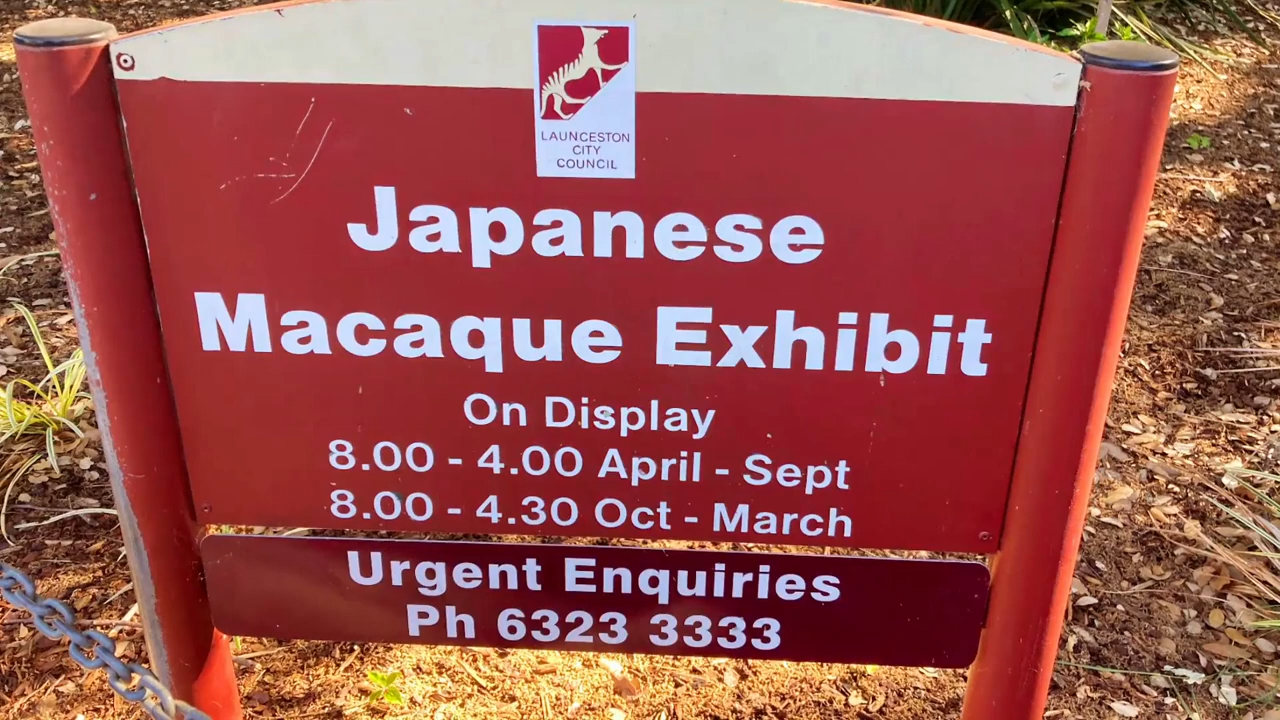 LAUNCESTON
CITY
COUNCIL
Japanese
Macaque Exhibit
On Display
8.00 - 4.00 April - Sept
8.00 - 4.30 Oct - March
Urgent Enquiries
Ph 6323 3333